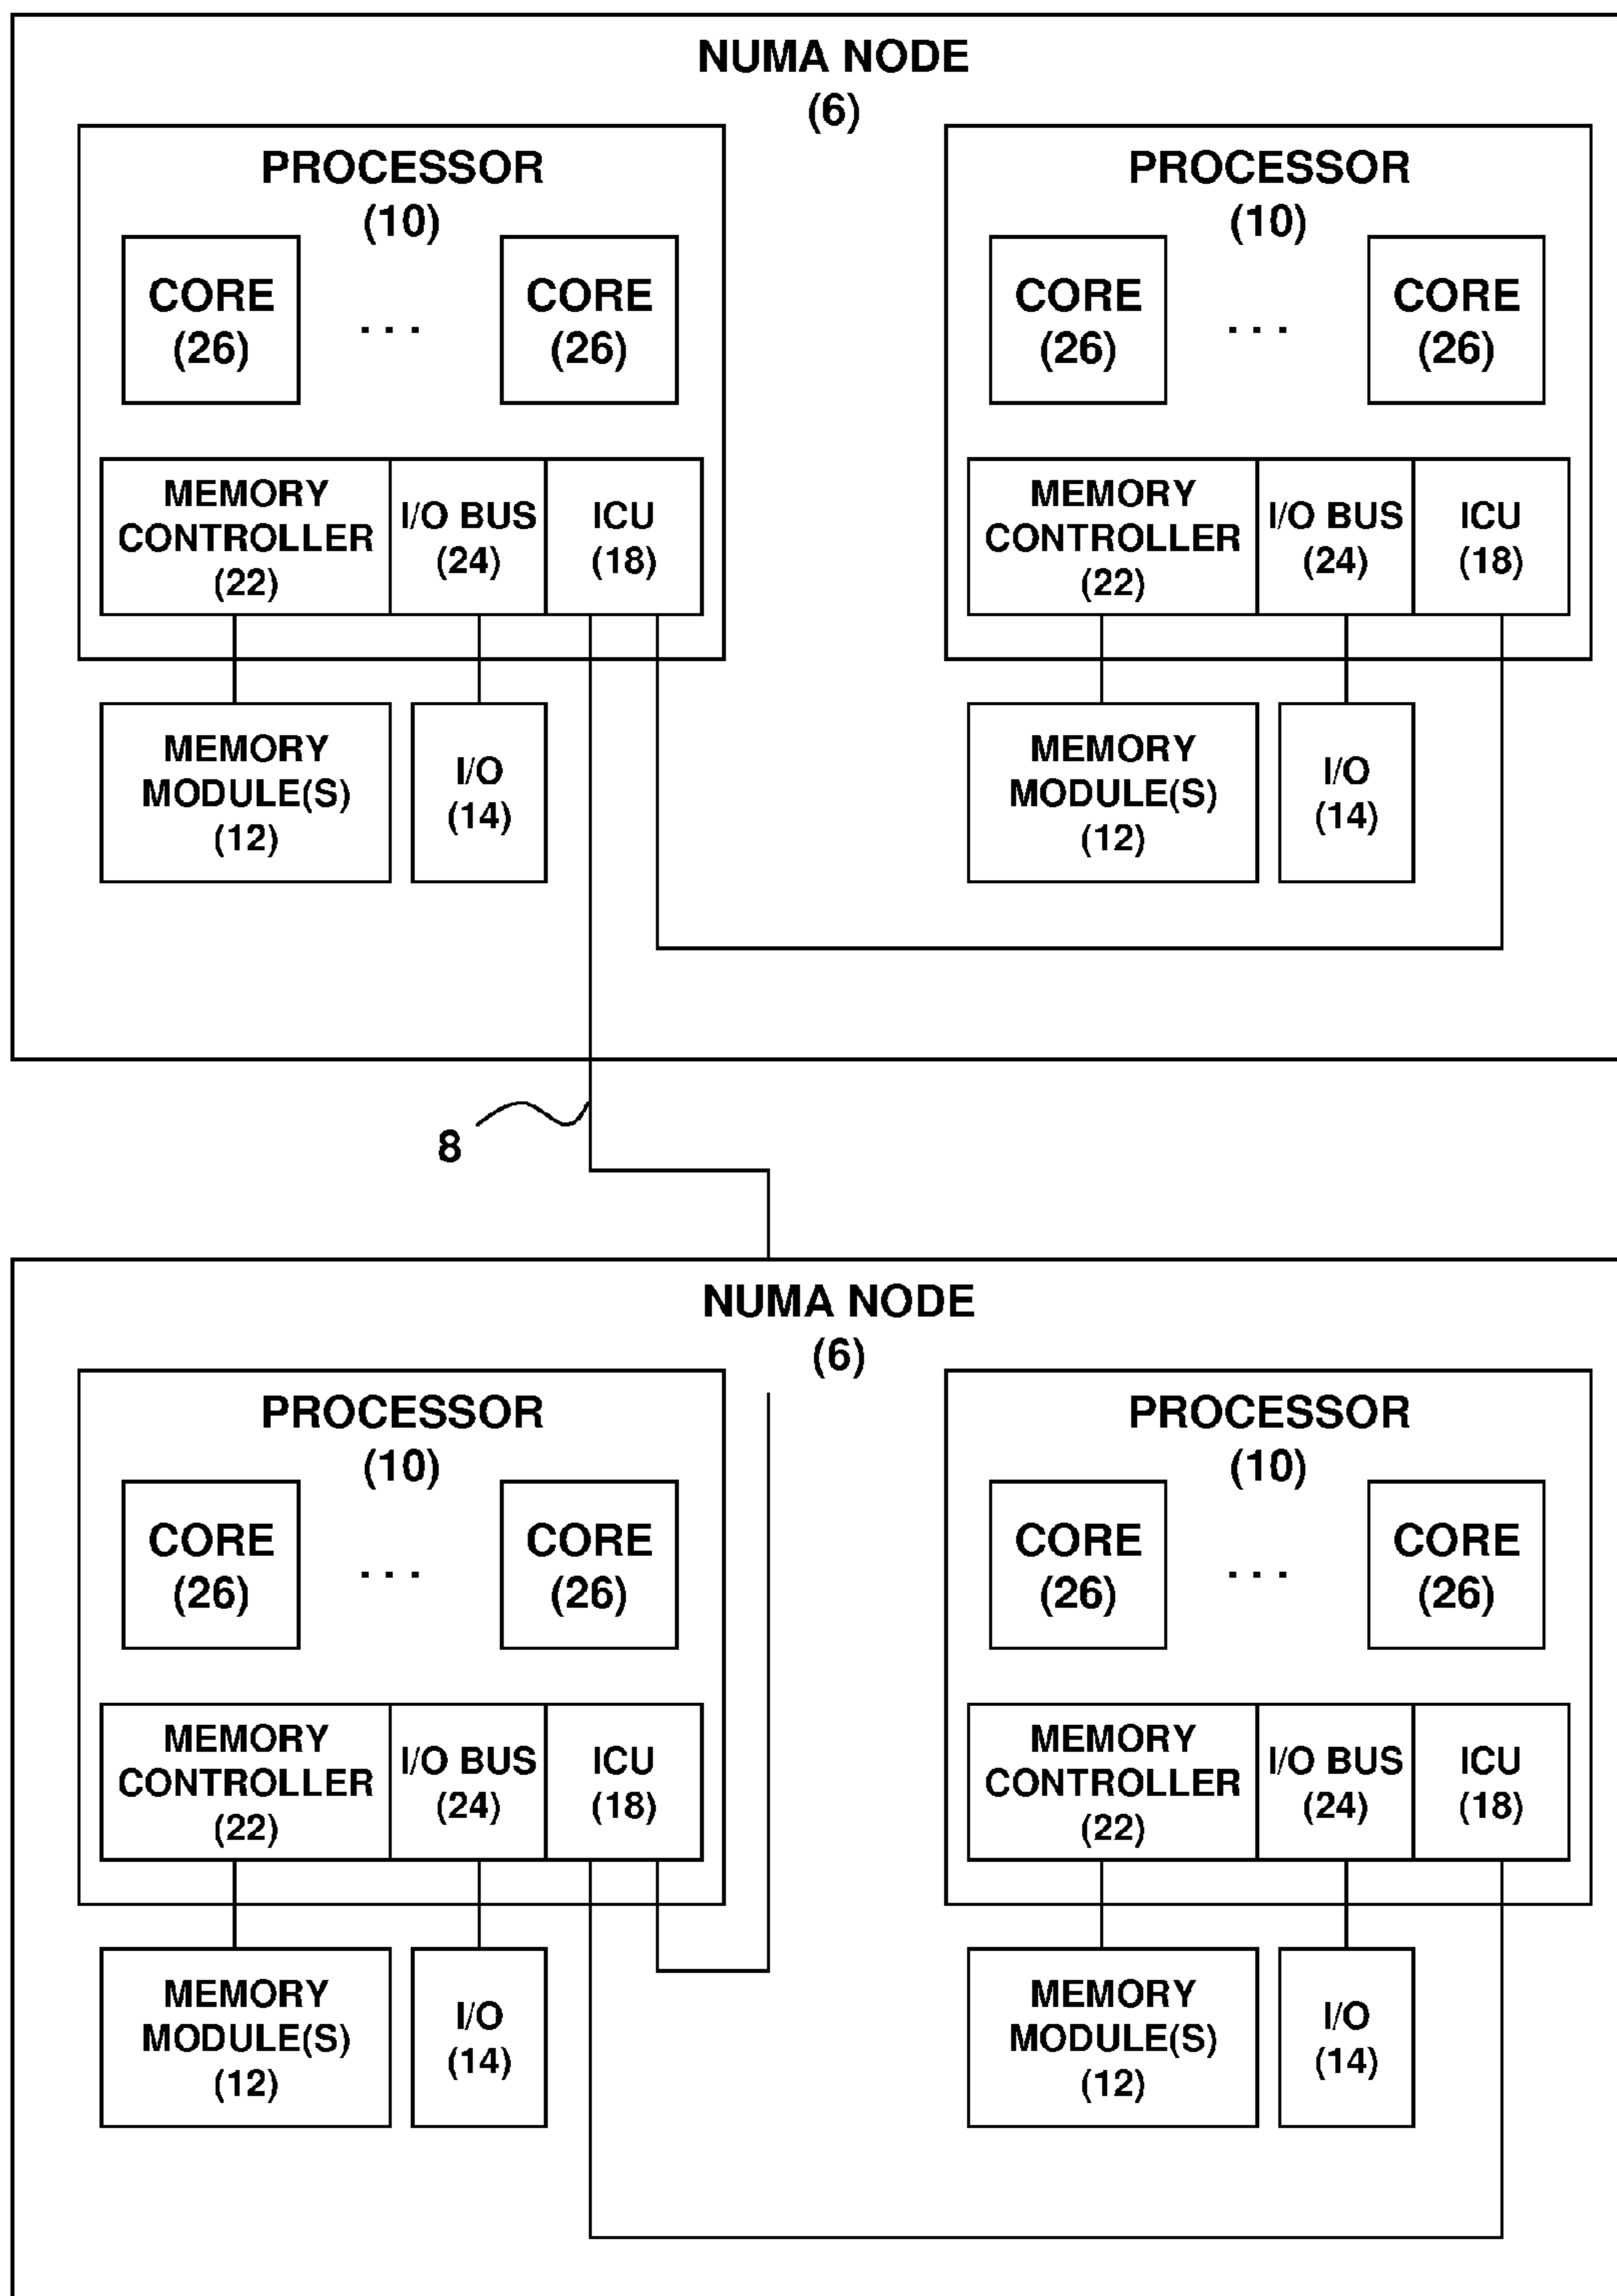 NUMA NODE
(6)
PROCESSOR
(10)
CORE
(26)
. . .
CORE
(26)
MEMORY
CONTROLLER
(22)
I/O BUS
(24)
ICU
(18)
MEMORY
MODULE(S)
(12)
I/O
(14)
PROCESSOR
(10)
CORE
(26)
. . .
CORE
(26)
MEMORY
CONTROLLER
(22)
I/O BUS
(24)
ICU
(18)
MEMORY
MODULE(S)
(12)
I/O
(14)
8
NUMA NODE
(6)
PROCESSOR
(10)
CORE
(26)
. . .
CORE
(26)
MEMORY
CONTROLLER
(22)
I/O BUS
(24)
ICU
(18)
MEMORY
MODULE(S)
(12)
I/O
(14)
PROCESSOR
(10)
CORE
(26)
. . .
CORE
(26)
MEMORY
CONTROLLER
(22)
I/O BUS
(24)
ICU
(18)
MEMORY
MODULE(S)
(12)
I/O
(14)